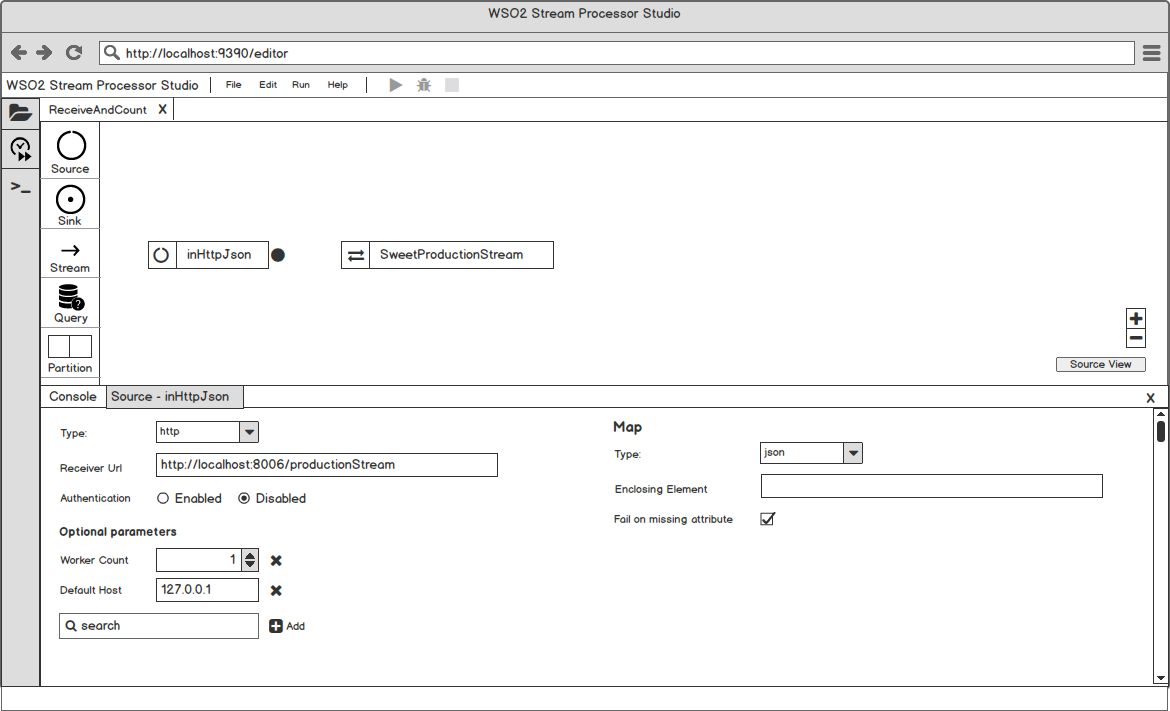 WSO2 Stream Processor Studio
http://localhost:9390/editor
WSO2 Stream Processor Studio File Edit Run Help
ReceiveAndCount X
Source
Sink
Stream
Query
Partition
>_
inHttpJson
SweetProductionStream
Source View
Console Source - inHttpJson X
Type: http
Receiver Url http://localhost:8006/productionStream
Authentication Enabled Disabled
Optional parameters
Worker Count 1
Default Host 127.0.0.1
search Add
Map
Type: json
Enclosing Element
Fail on missing attribute